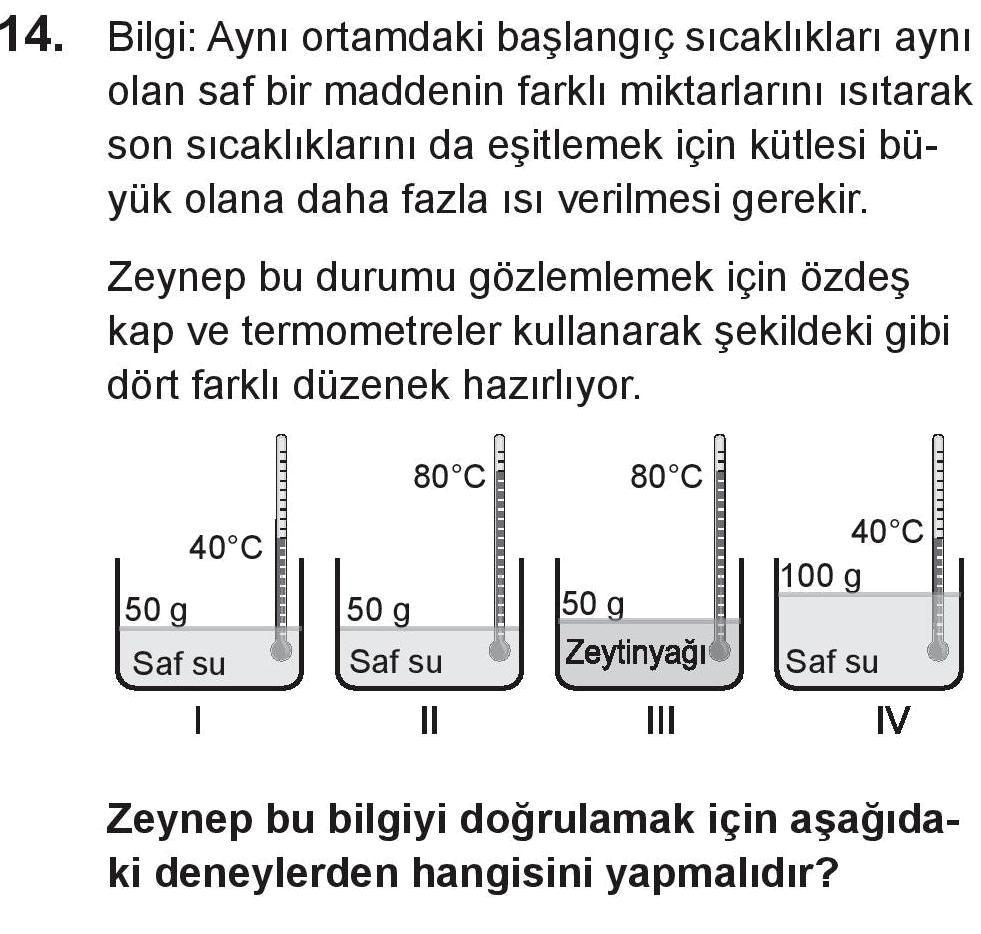 14. Bilgi: Aynı ortamdaki başlangıç sıcaklıkları aynı
olan saf bir maddenin farklı miktarlarını ısıtarak
son sıcaklıklarını da eşitlemek için kütlesi bü-
yük olana daha fazla ısı verilmesi gerekir.
Zeynep bu durumu gözlemlemek için özdeş
kap ve termometreler kullanarak şekildeki gibi
dört farklı düzenek hazırlıyor.
40°C
50 g
Saf su
I
80°C
50 g
Saf su
II
80°C
50 g
Zeytinyağı
III
40°C
100 g
Saf su
IV
Zeynep bu bilgiyi doğrulamak için aşağıda-
ki deneylerden hangisini yapmalıdır?